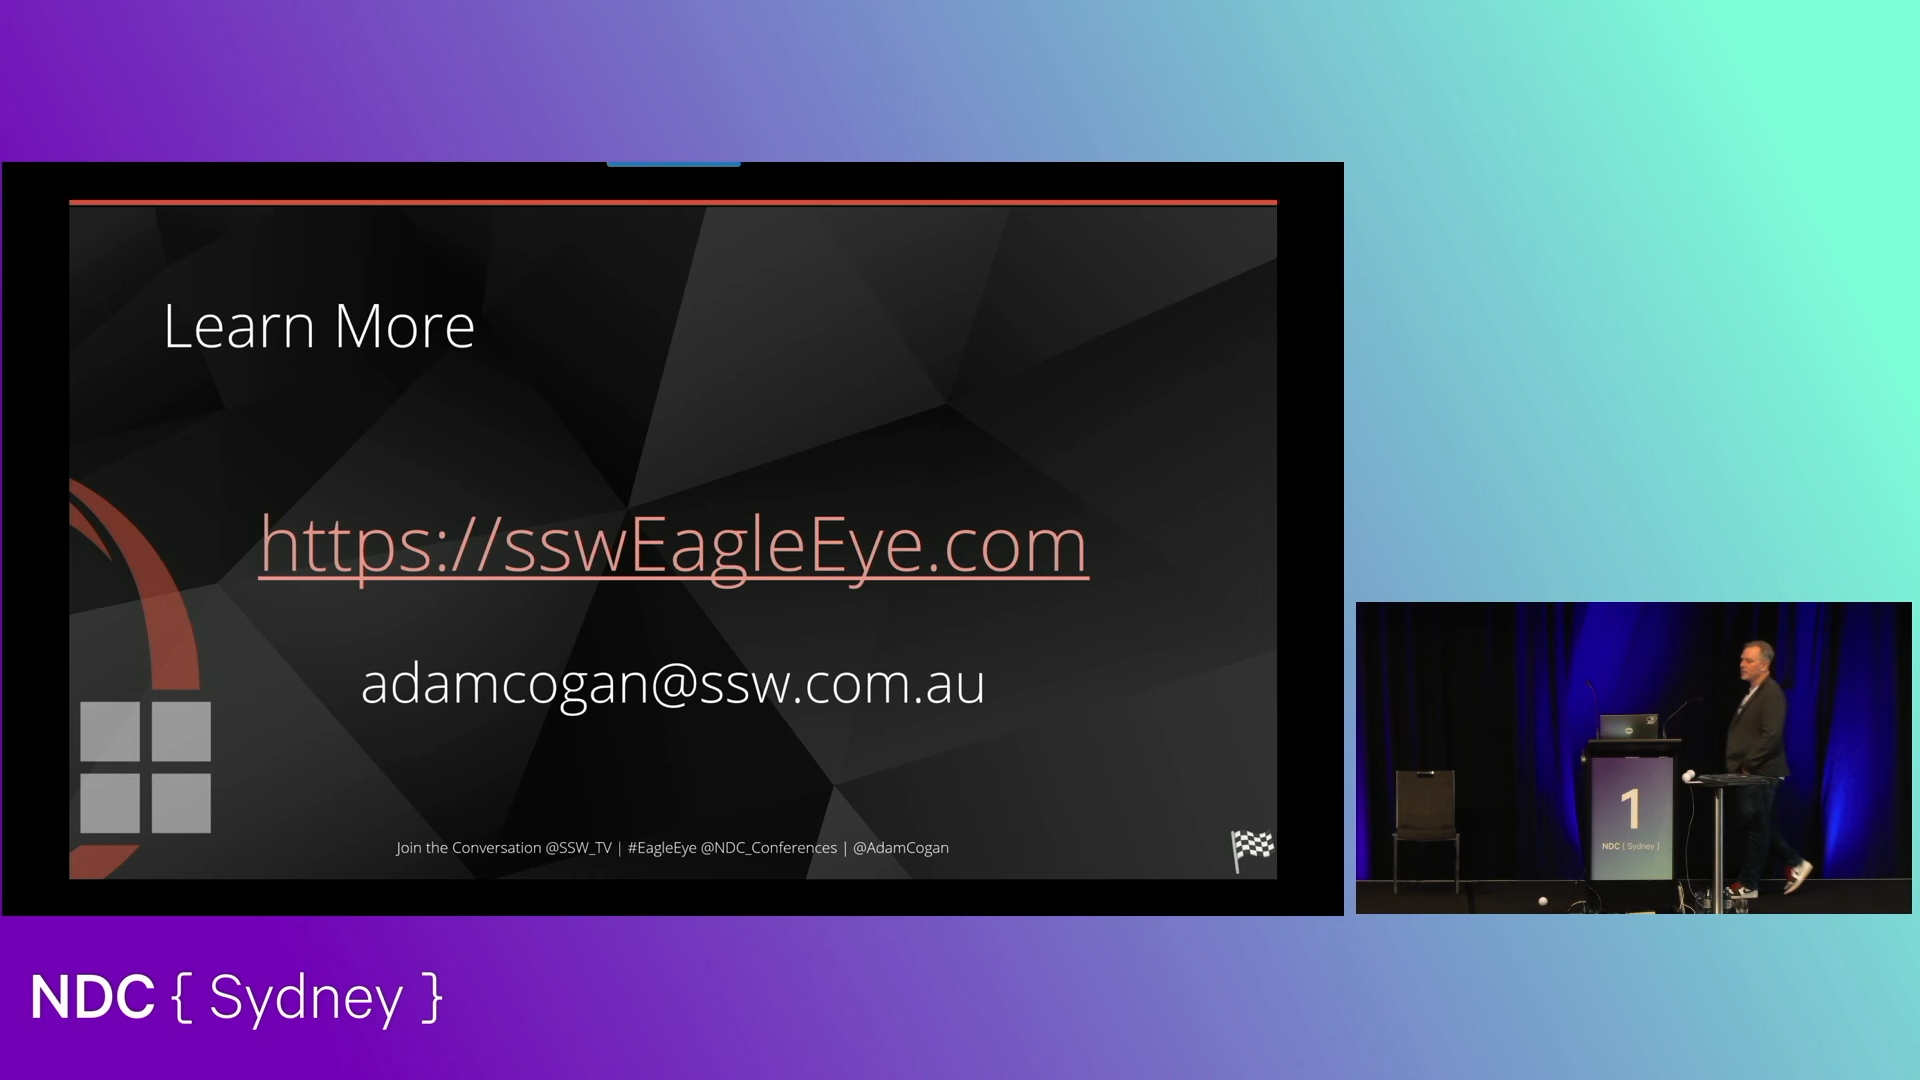 Learn More
https://sswEagleEye.com
adamcogan@ssw.com.au
Join the Conversation @SSW_TV | #EagleEye @NDC_Conferences | @AdamCogan
1
NDC { Sydney }
NDC { Sydney }